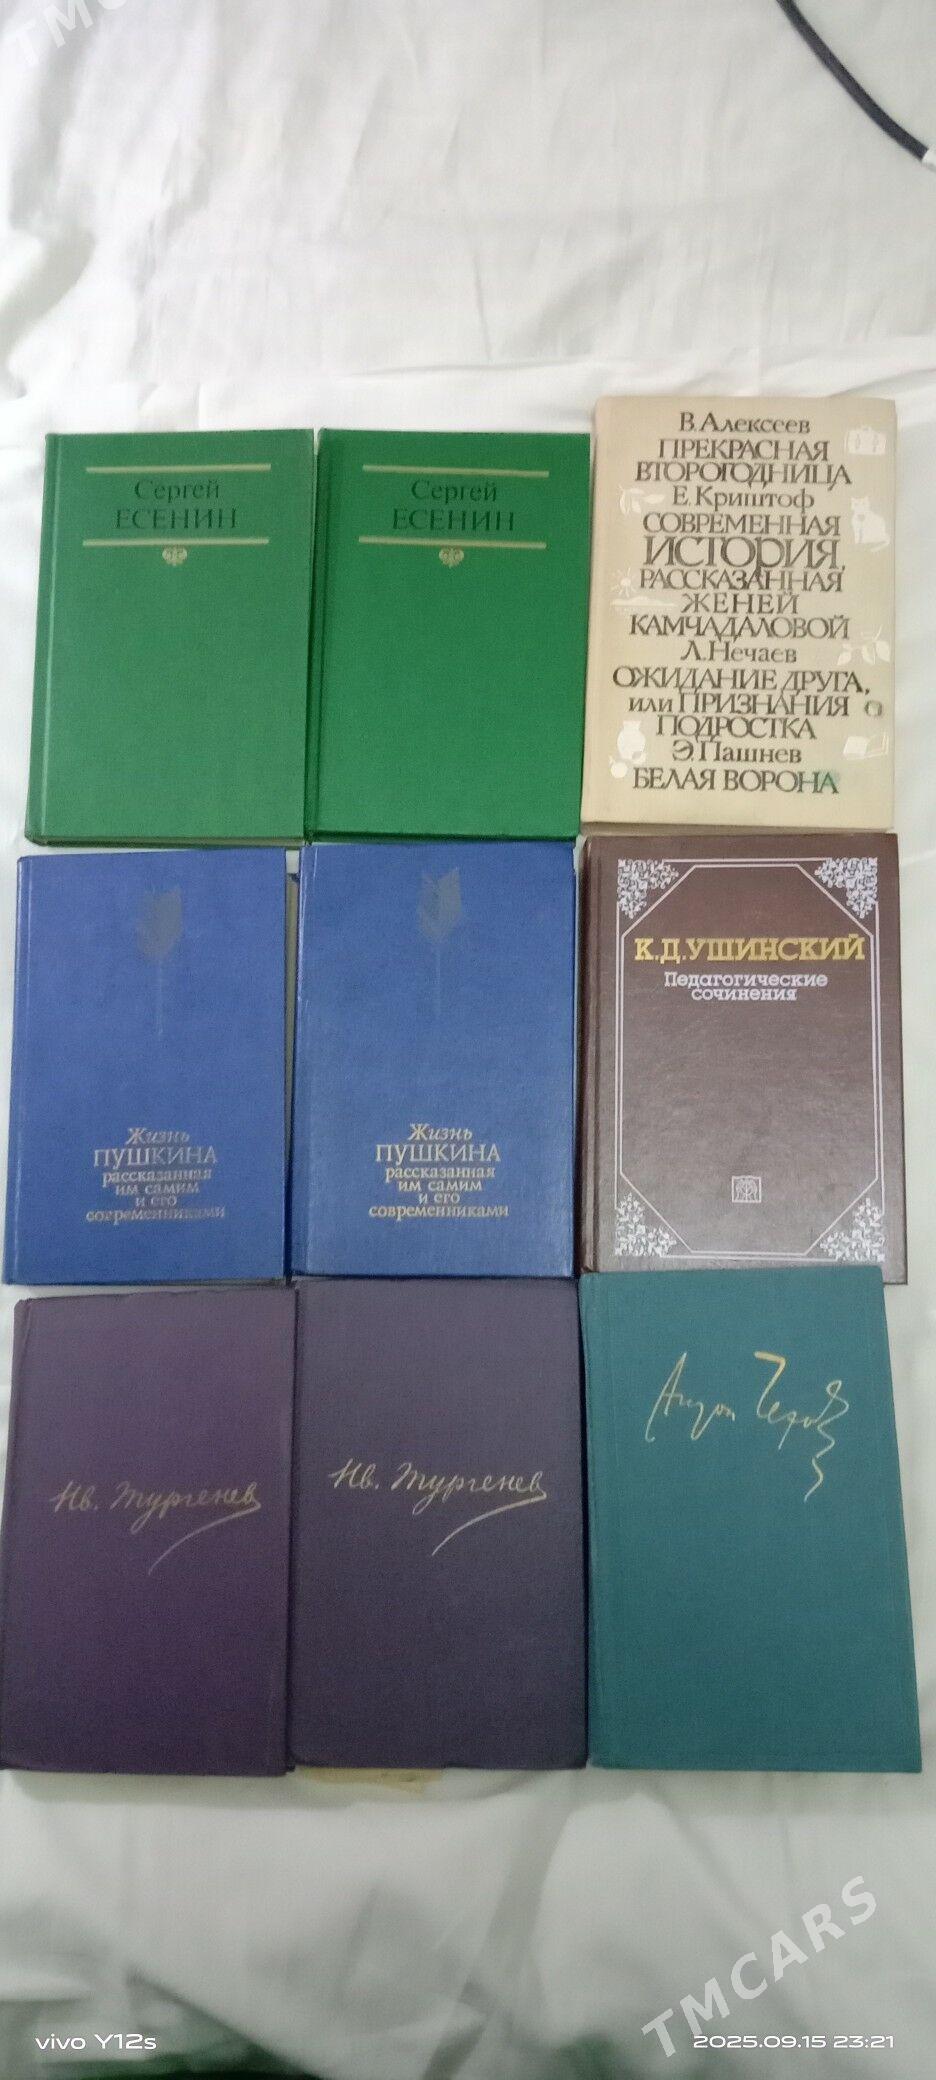 Сергей
ЕСЕНИН
Сергей
ЕСЕНИН
В. Алексеев
ПРЕКРАСНАЯ
ВТОРОГОДНИЦА
Е. Криштоф
СОВРЕМЕННАЯ
ИСТОРИЯ,
РАССКАЗАННАЯ
ЖЕНЕЙ
КАМЧАДАЛОВОЙ
Л. Нечаев
ОЖИДАНИЕ ДРУГА,
или ПРИЗНАНИЯ
ПОДРОСТКА
Э. Пашнев
БЕЛАЯ ВОРОНА
Жизнь
ПУШКИНА
рассказанная
им самим
и его
современниками
Жизнь
ПУШКИНА
рассказанная
им самим
и его
современниками
К.Д.УШИНСКИЙ
Педагогические
сочинения
Ив. Тургенев
Ив. Тургенев
Антон Чехов
TMCARS
vivo Y12s
2025.09.15 23:21